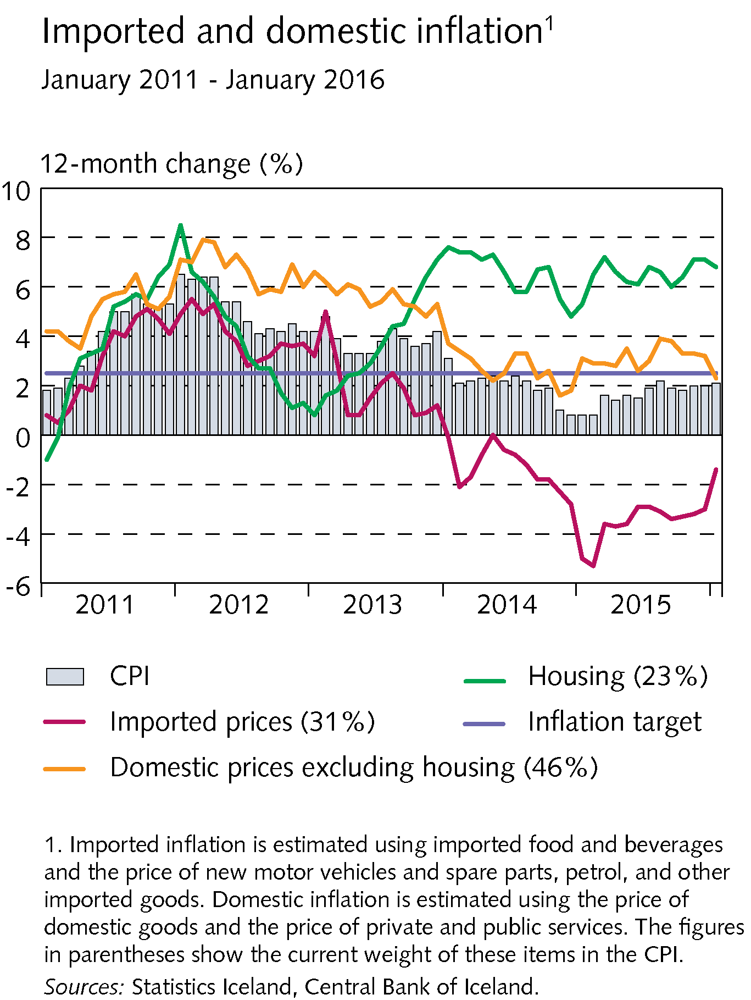 Imported and domestic inflation¹
January 2011 - January 2016
12-month change (%)
10
8
6
4
2
0
-2
-4
-6
2011 2012 2013 2014 2015
CPI
Housing (23%)
Imported prices (31%)
Inflation target
Domestic prices excluding housing (46%)
1. Imported inflation is estimated using imported food and beverages
and the price of new motor vehicles and spare parts, petrol, and other
imported goods. Domestic inflation is estimated using the price of
domestic goods and the price of private and public services. The figures
in parentheses show the current weight of these items in the CPI.
Sources: Statistics Iceland, Central Bank of Iceland.